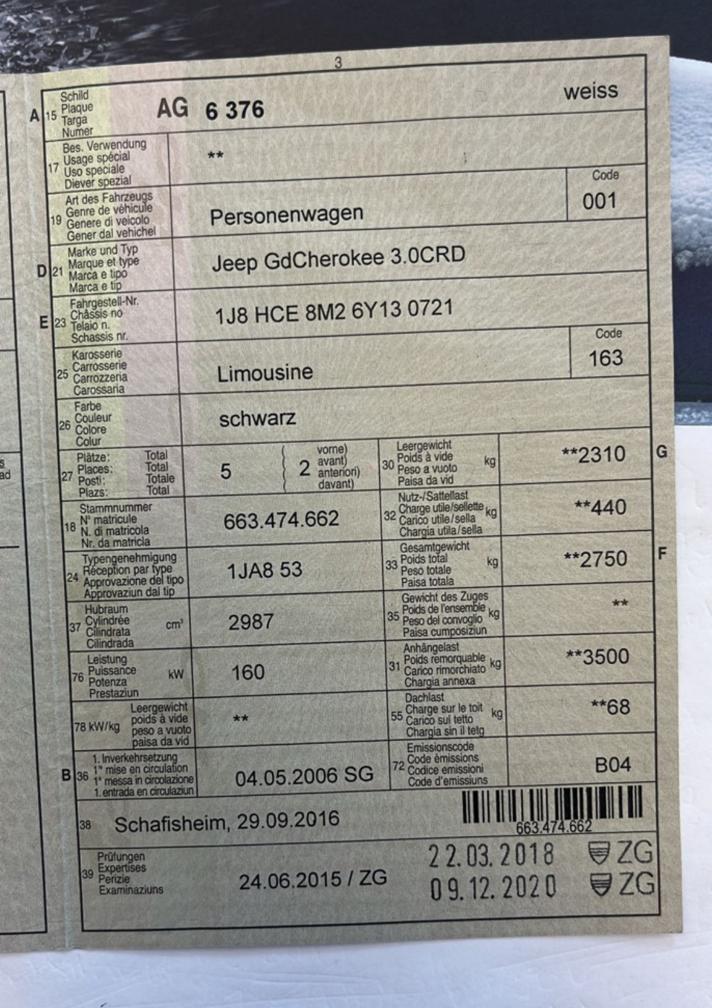 3
A 15 Schild
Plaque
Targa
Numer
AG 6 376
weiss
17 Bes. Verwendung
Usage spécial
Uso speciale
Diever spezial
**
19 Art des Fahrzeugs
Genre de véhicule
Genere di veicolo
Gener dal vehichel
Personenwagen
Code
001
D 21 Marke und Typ
Marque et type
Marca e tipo
Marca e tip
Jeep GdCherokee 3.0CRD
E 23 Fahrgestell-Nr.
Châssis no
Telaio n.
Schassis nr.
1J8 HCE 8M2 6Y13 0721
25 Karosserie
Carrosserie
Carrozzeria
Carossaria
Limousine
Code
163
26 Farbe
Couleur
Colore
Colur
schwarz
27 Plätze: Total
Places: Total
Posti: Totale
Plazs: Total
5
2
vorne)
avant)
anteriori)
davant)
30 Leergewicht
Poids à vide
Peso a vuoto
Paisa da vid
kg
**2310 G
18 Stammnummer
N° matricule
N. di matricola
Nr. da matricla
663.474.662
32 Nutz-/Sattellast
Charge utile/sellette
Carico utile/sella
Chargia utila/sella
kg
**440
24 Typengenehmigung
Réception par type
Approvazione del tipo
Approvaziun dal tip
1JA8 53
33 Gesamtgewicht
Poids total
Peso totale
Paisa totala
kg
**2750 F
37 Hubraum
Cylindrée
Cilindrata
Cilindrada
cm³
2987
35 Gewicht des Zuges
Poids de l'ensemble
Peso del convoglio
Paisa cumposiziun
kg
**
76 Leistung
Puissance
Potenza
Prestaziun
kW
160
31 Anhängelast
Poids remorquable
Carico rimorchiato
Chargia annexa
kg
**3500
78 kW/kg
Leergewicht
poids à vide
peso a vuoto
paisa da vid
**
55 Dachlast
Charge sur le toit
Carico sul tetto
Chargia sin il tetg
kg
**68
B 36 1. Inverkehrsetzung
1re mise en circulation
1a messa in circolazione
1. entrada en circulaziun
04.05.2006 SG
72 Emissionscode
Code émissions
Codice emissioni
Code d'emissiuns
B04
38 Schafisheim, 29.09.2016
663.474.662
39 Prüfungen
Expertises
Perizie
Examinaziuns
24.06.2015 / ZG
22.03.2018 ZG
09.12.2020 ZG